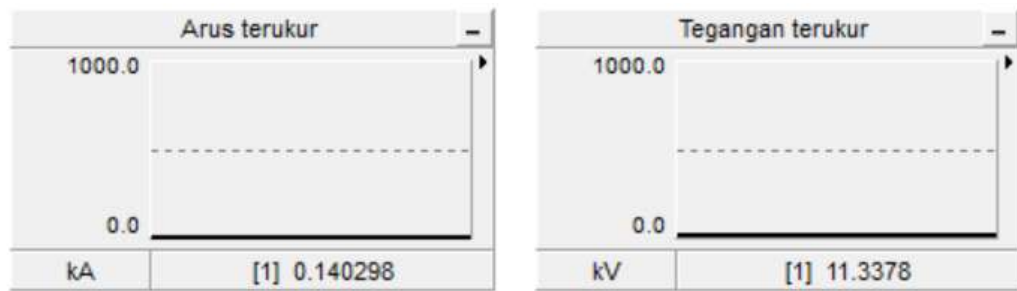 Arus terukur
1000.0
0.0
kA [1] 0.140298
Tegangan terukur
1000.0
0.0
kV [1] 11.3378